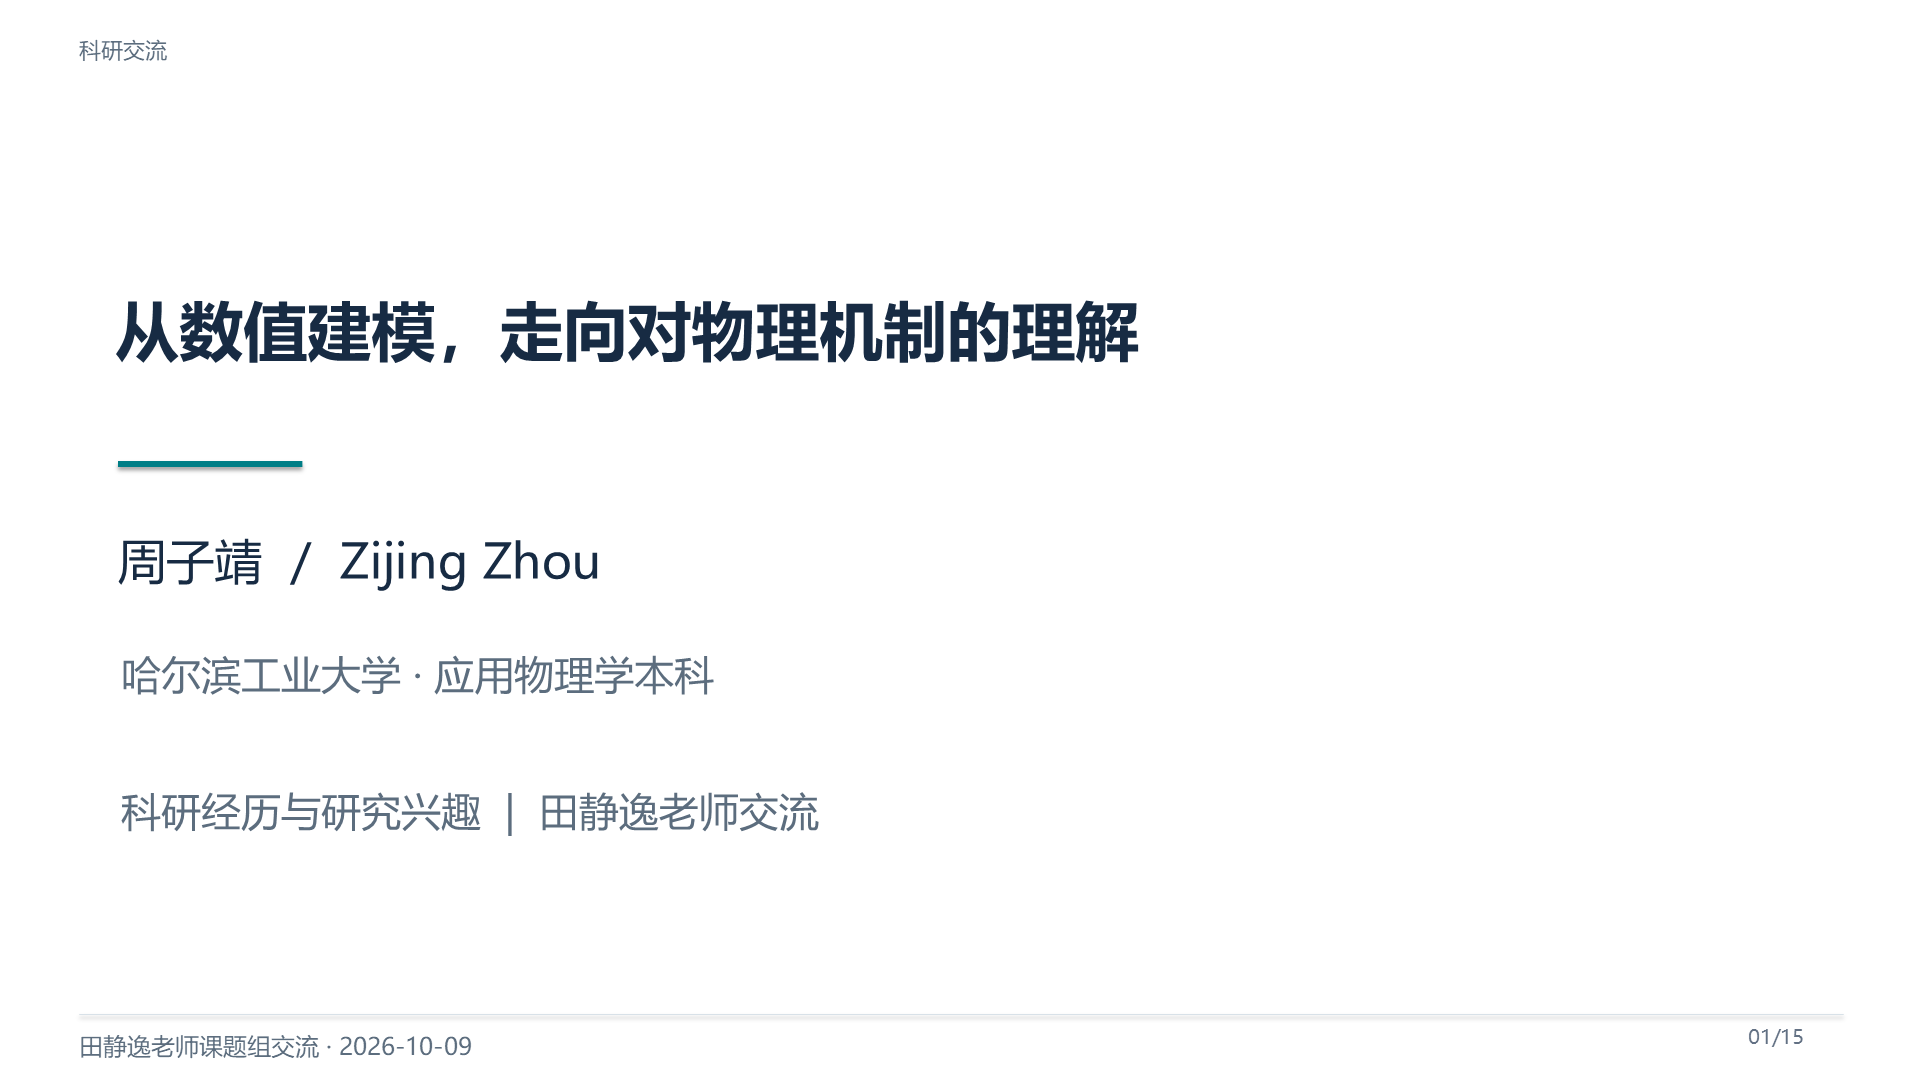 科研交流
从数值建模，走向对物理机制的理解
周子靖 / Zijing Zhou
哈尔滨工业大学 · 应用物理学本科
科研经历与研究兴趣 | 田静逸老师交流
田静逸老师课题组交流 · 2026-10-09
01/15